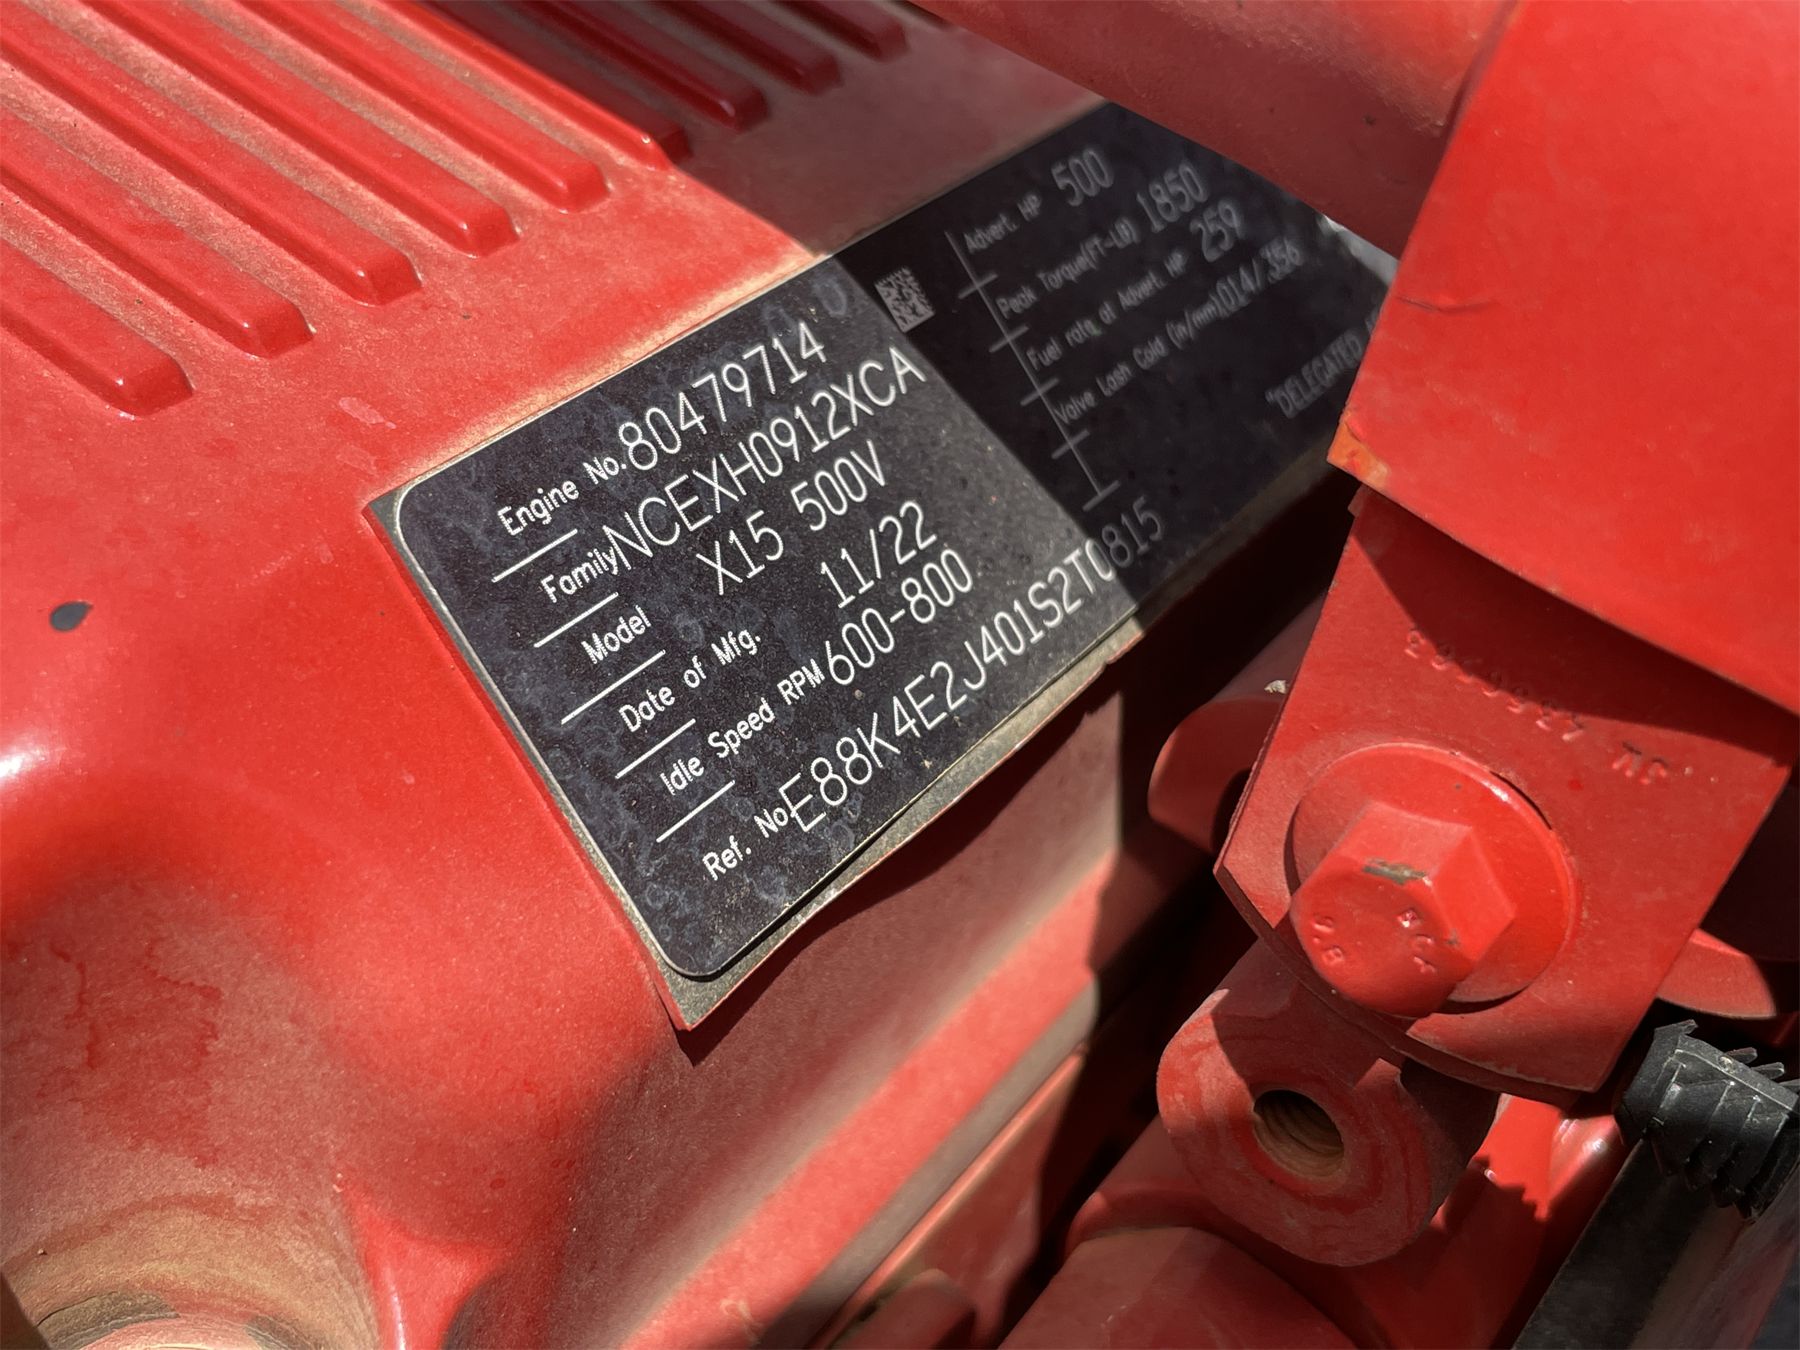 Engine No. 80479714
Family NCEXH0912XCA
Model X15 500V
Date of Mfg. 11/22
Idle Speed RPM 600-800
Ref. No. E88K4E2J401S2T0815
Advert. HP 500
Peak Torque(FT-LB) 1850
Fuel rate at Advert. HP 259
Valve Lash Cold (in/mm) .014/.356
"DELEGATED
9.8